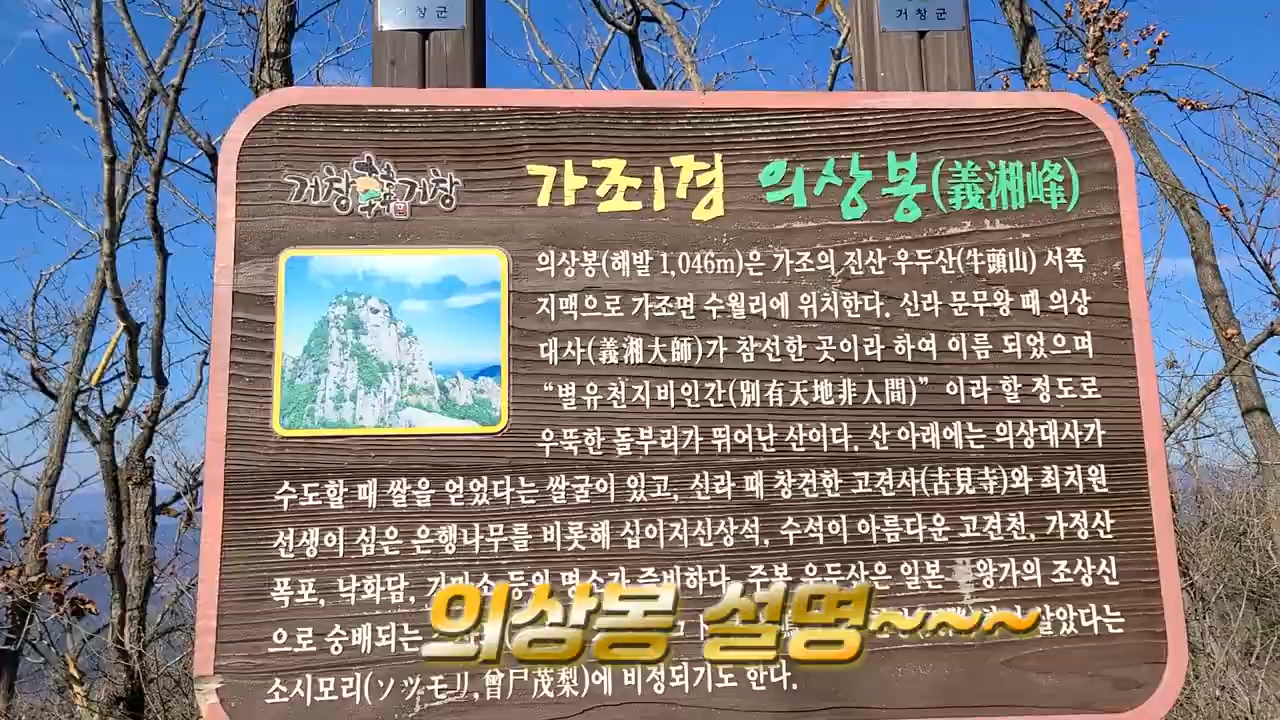 거창군
거창군
거창韓거창
가조1경 의상봉(義湘峰)
의상봉(해발 1,046m)은 가조의 진산 우두산(牛頭山) 서쪽
지맥으로 가조면 수월리에 위치한다. 신라 문무왕 때 의상
대사(義湘大師)가 참선한 곳이라 하여 이름 되었으며
“별유천지비인간(別有天地非人間)” 이라 할 정도로
우뚝한 돌부리가 뛰어난 산이다. 산 아래에는 의상대사가
수도할 때 쌀을 얻었다는 쌀굴이 있고, 신라 때 창건한 고견사(古見寺)와 최치원
선생이 심은 은행나무를 비롯해 십이지신상석, 수석이 아름다운 고견천, 가정산
폭포, 낙화담, 가마소 등의 명소가 즐비하다. 주봉 우두산은 일본 왕가의 조상신
으로 숭배되는 살았다는
의상봉 설명~~~~
소시모리(ソシモリ,曾尸茂梨)에 비정되기도 한다.